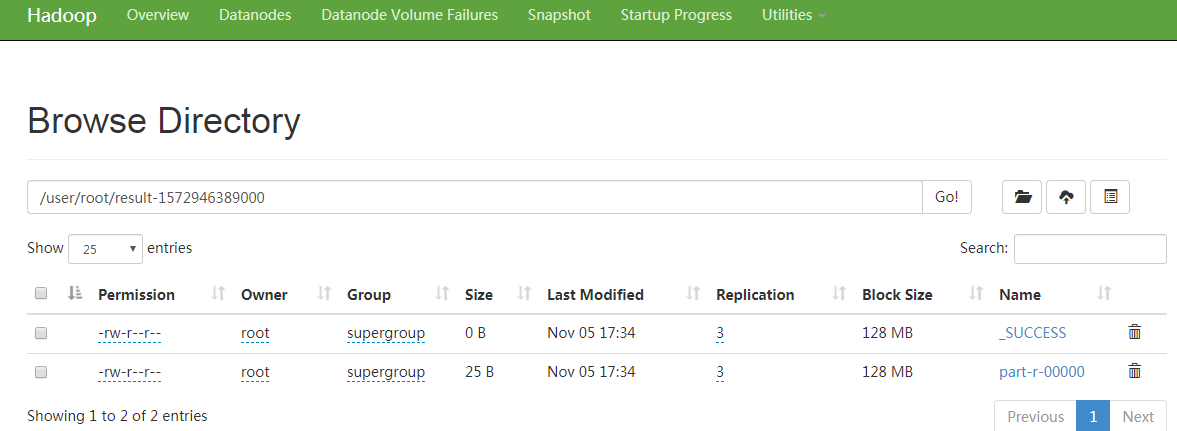 Hadoop Overview Datanodes Datanode Volume Failures Snapshot Startup Progress Utilities
Browse Directory
/user/root/result-1572946389000 Go!
Show 25 entries Search:
Permission Owner Group Size Last Modified Replication Block Size Name
-rw-r--r-- root supergroup 0 B Nov 05 17:34 3 128 MB _SUCCESS
-rw-r--r-- root supergroup 25 B Nov 05 17:34 3 128 MB part-r-00000
Showing 1 to 2 of 2 entries Previous 1 Next